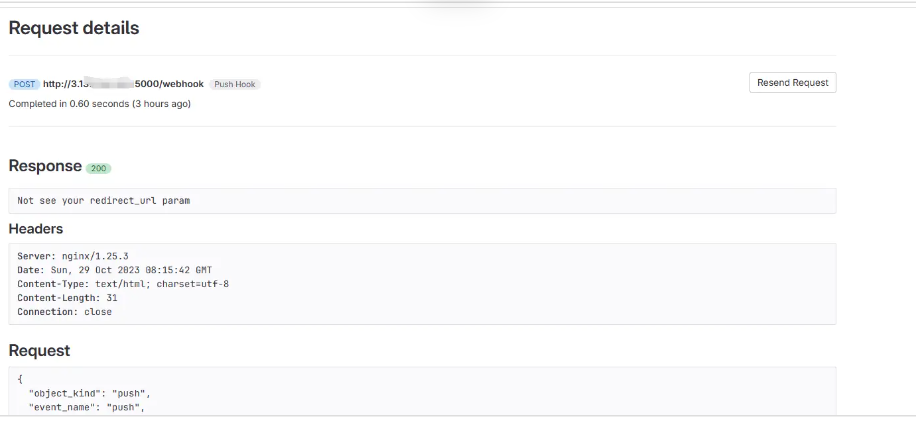 Request details
POST http://3.13 5000/webhook Push Hook
Resend Request
Completed in 0.60 seconds (3 hours ago)
Response 200
Not see your redirect_url param
Headers
Server: nginx/1.25.3
Date: Sun, 29 Oct 2023 08:15:42 GMT
Content-Type: text/html; charset=utf-8
Content-Length: 31
Connection: close
Request
{
"object_kind": "push",
"event_name": "push",